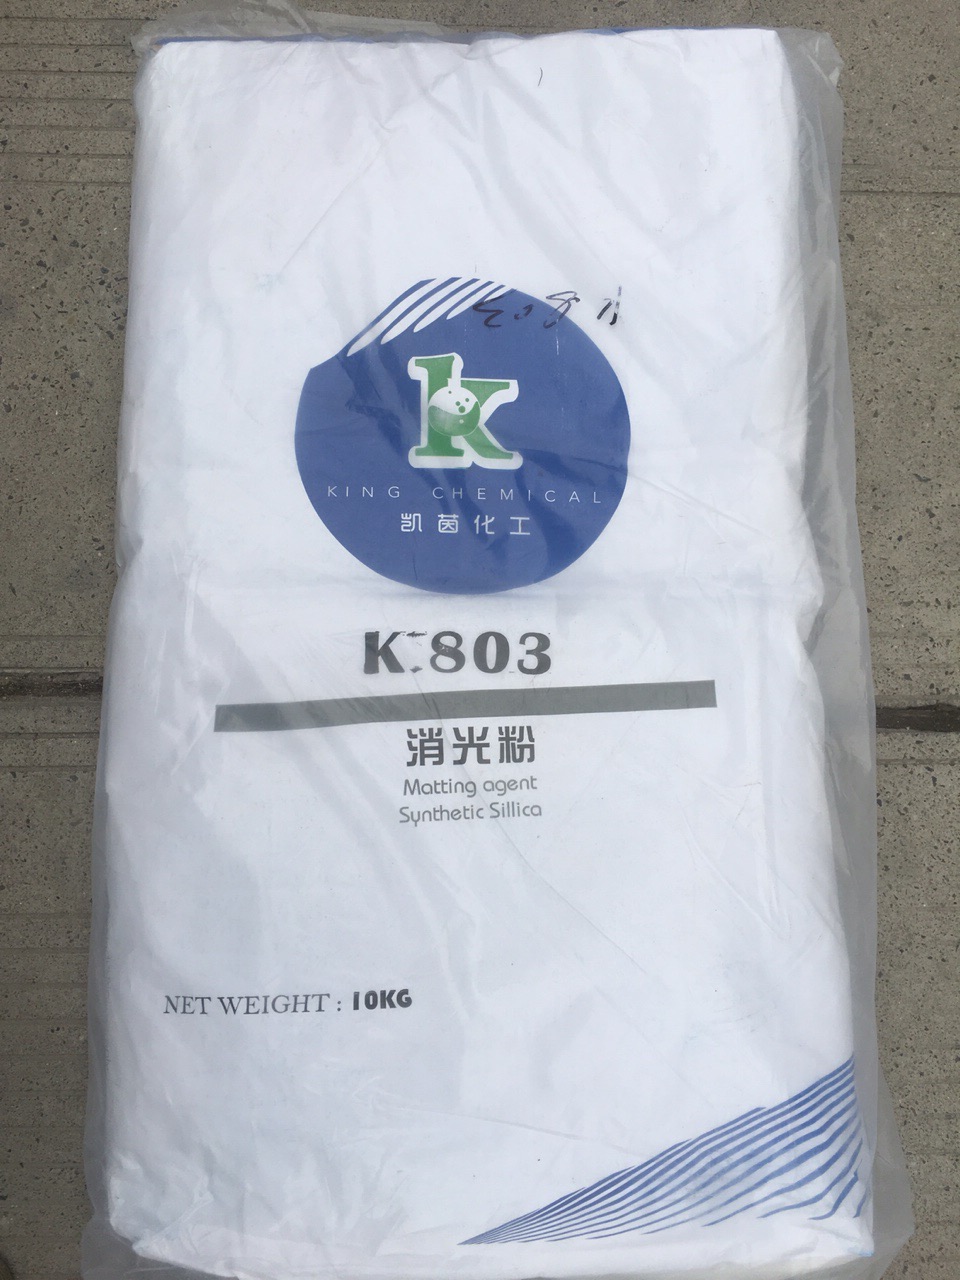 k
KING CHEMICAL
凯茵化工
K 803
消光粉
Matting agent
Synthetic Sillica
NET WEIGHT : 10KG